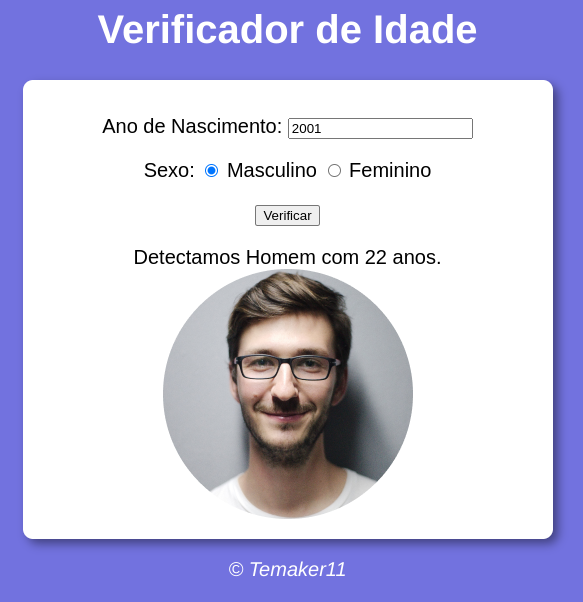 Verificador de Idade
Ano de Nascimento: 2001
Sexo: Masculino Feminino
Verificar
Detectamos Homem com 22 anos.
© Temaker11